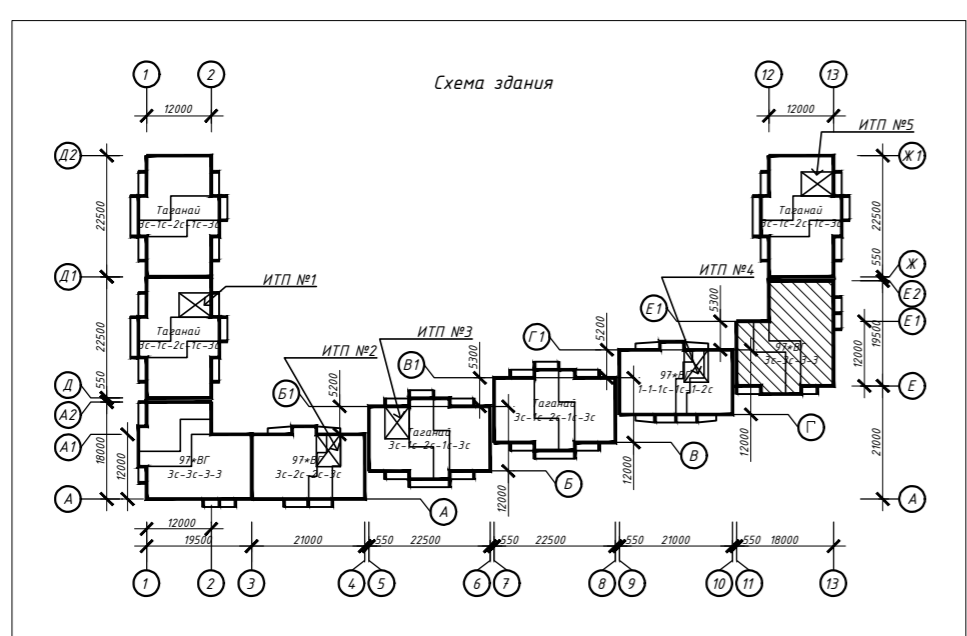 Схема здания
1
2
12
13
12000
12000
ИТП №5
Д2
Ж1
22500
22500
Таганай
3с-1с-2с-1с-3с
Таганай
3с-1с-2с-1с-3с
ИТП №4
Д1
Ж
550
Е2
ИТП №1
Е1
5300
Е1
Г1
5200
ИТП №3
22500
Таганай
3с-1с-2с-1с-3с
ИТП №2
В1
5300
12000
19500
97*ВГ
3с-3с-3-3
97*ВГ
1-1-1с-1с-1-2с
Д
550
Б1
5200
Е
А2
Таганай
3с-1с-2с-1с-3с
Г
А1
Таганай
3с-1с-2с-1с-3с
18000
12000
97*ВГ
3с-3с-3-3
97*ВГ
3с-2с-2с-3с
12000
12000
12000
21000
В
Б
А
А
А
12000
19500
21000
550
22500
550
22500
550
21000
550
18000
1
2
3
4
5
6
7
8
9
10
11
13